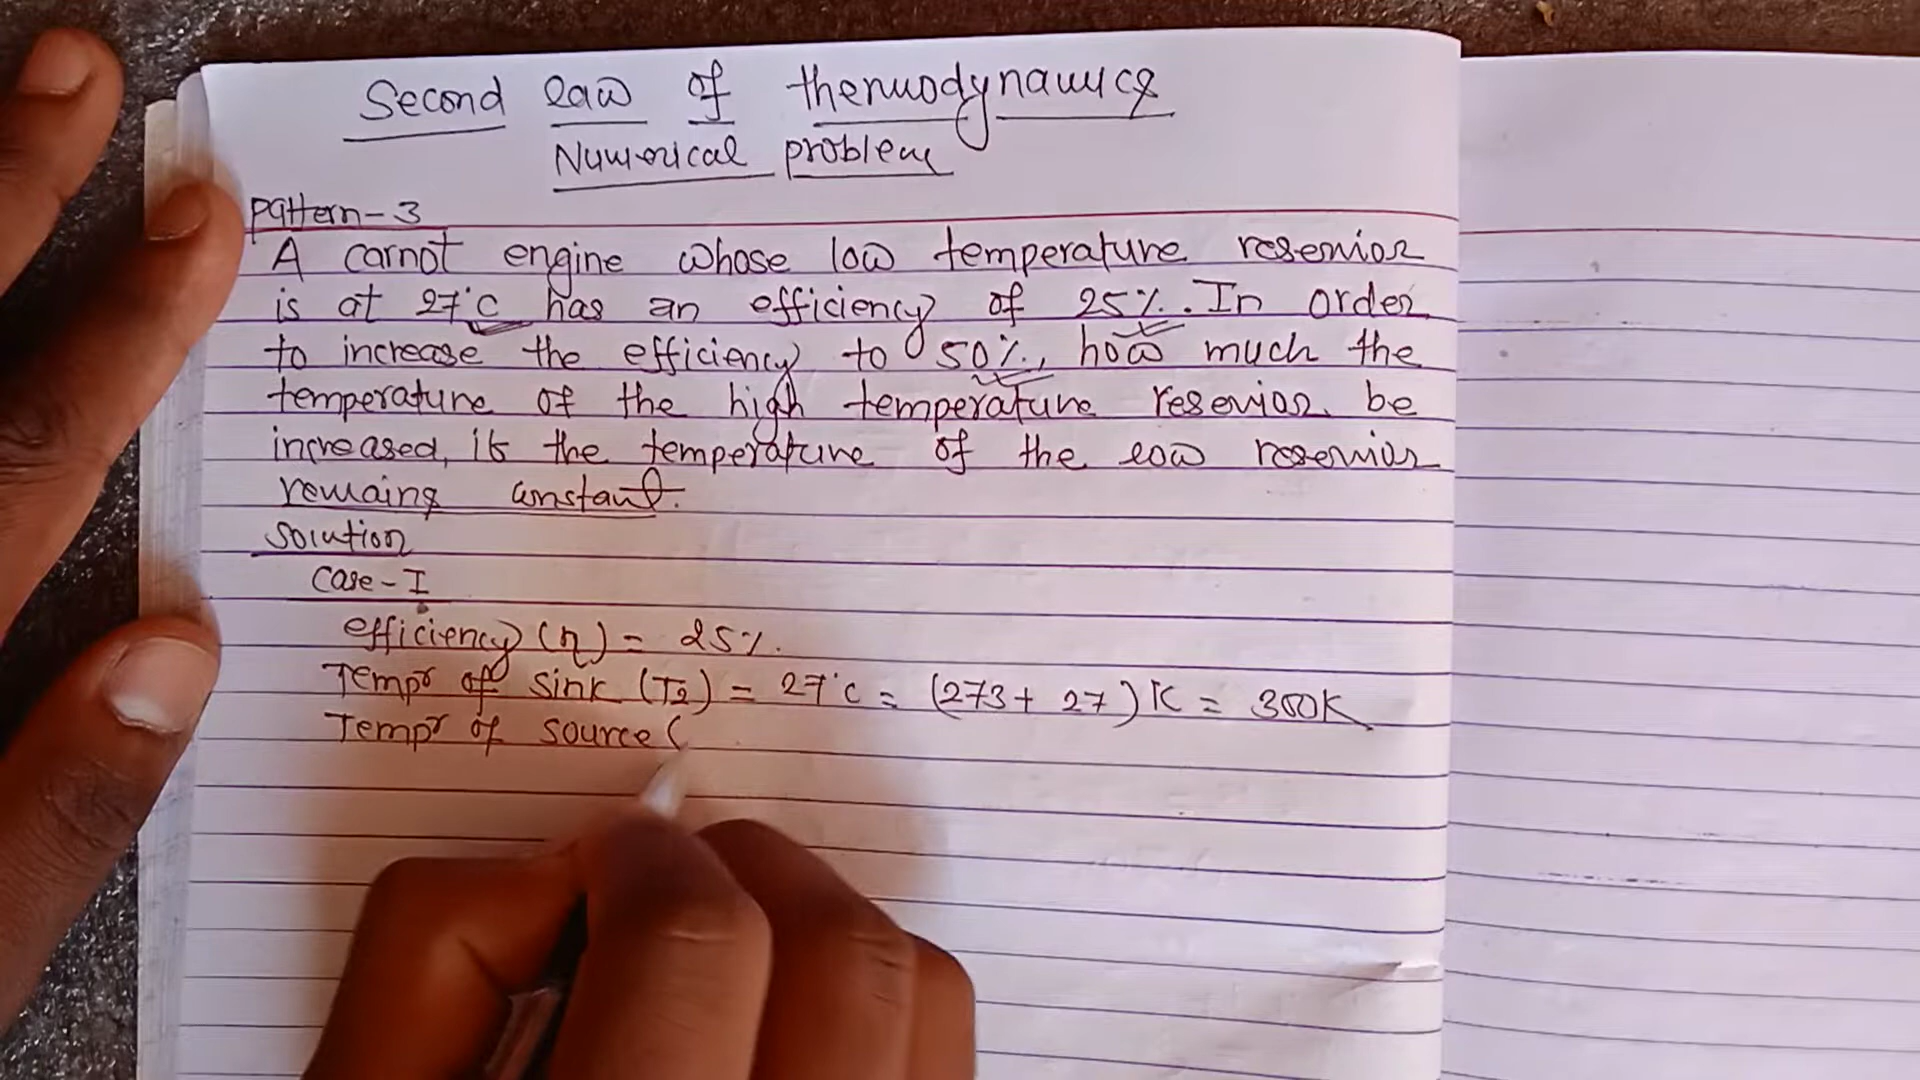 Second law of thermodynamics
Numerical problem
Pattern-3
A carnot engine whose low temperature reservior
is at 27°C has an efficiency of 25%. In order
to increase the efficiency to 50%, how much the
temperature of the high temperature resevior be
increased, if the temperature of the low reservior
remains constant.
Solution
Case-I
efficiency (η) = 25%.
Tempr of sink (T2) = 27°C = (273 + 27) K = 300K
Tempr of source (